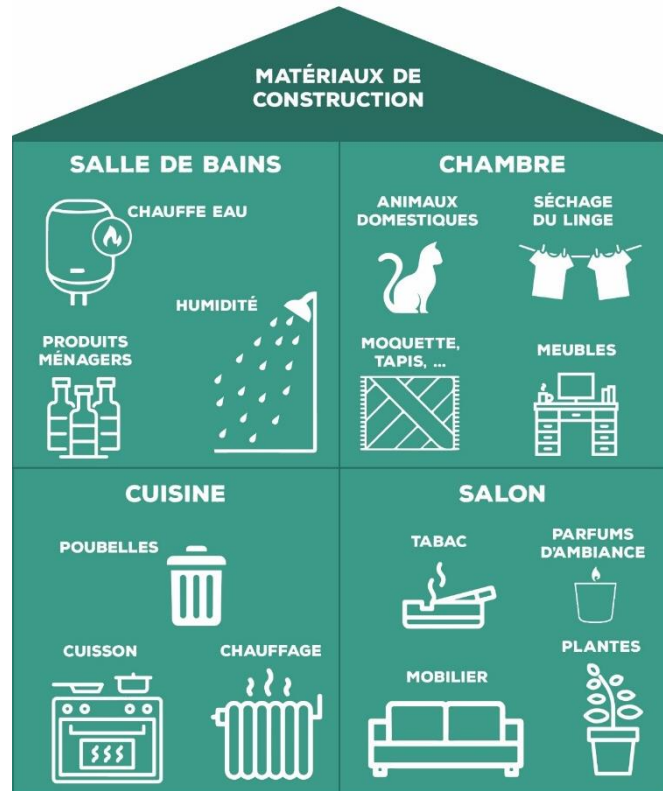 MATÉRIAUX DE
CONSTRUCTION
SALLE DE BAINS
CHAUFFE EAU
HUMIDITÉ
PRODUITS
MÉNAGERS
CHAMBRE
ANIMAUX
DOMESTIQUES
SÉCHAGE
DU LINGE
MOQUETTE,
TAPIS, ...
MEUBLES
CUISINE
POUBELLES
CUISSON
CHAUFFAGE
SALON
TABAC
PARFUMS
D'AMBIANCE
MOBILIER
PLANTES